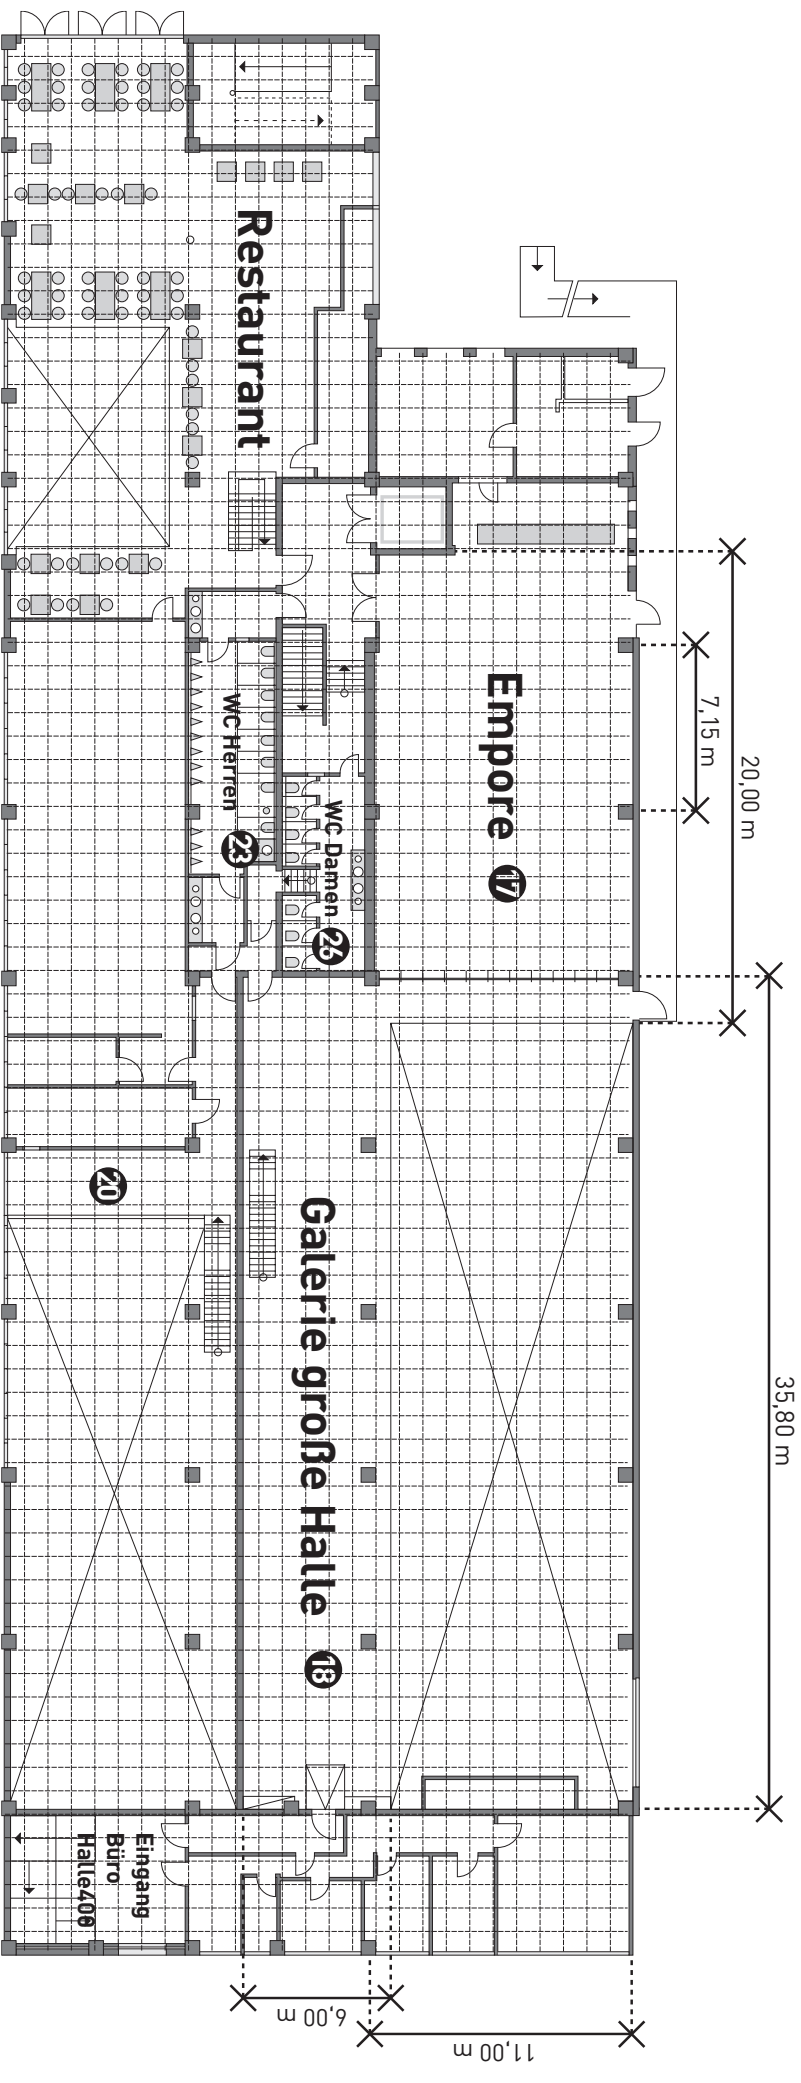 Restaurant
Empore 17
7,15 m
20,00 m
WC Herren
23
WC Damen
26
35,80 m
20
Galerie große Halle 18
Eingang
Büro
Halle400
6,00 m
11,00 m